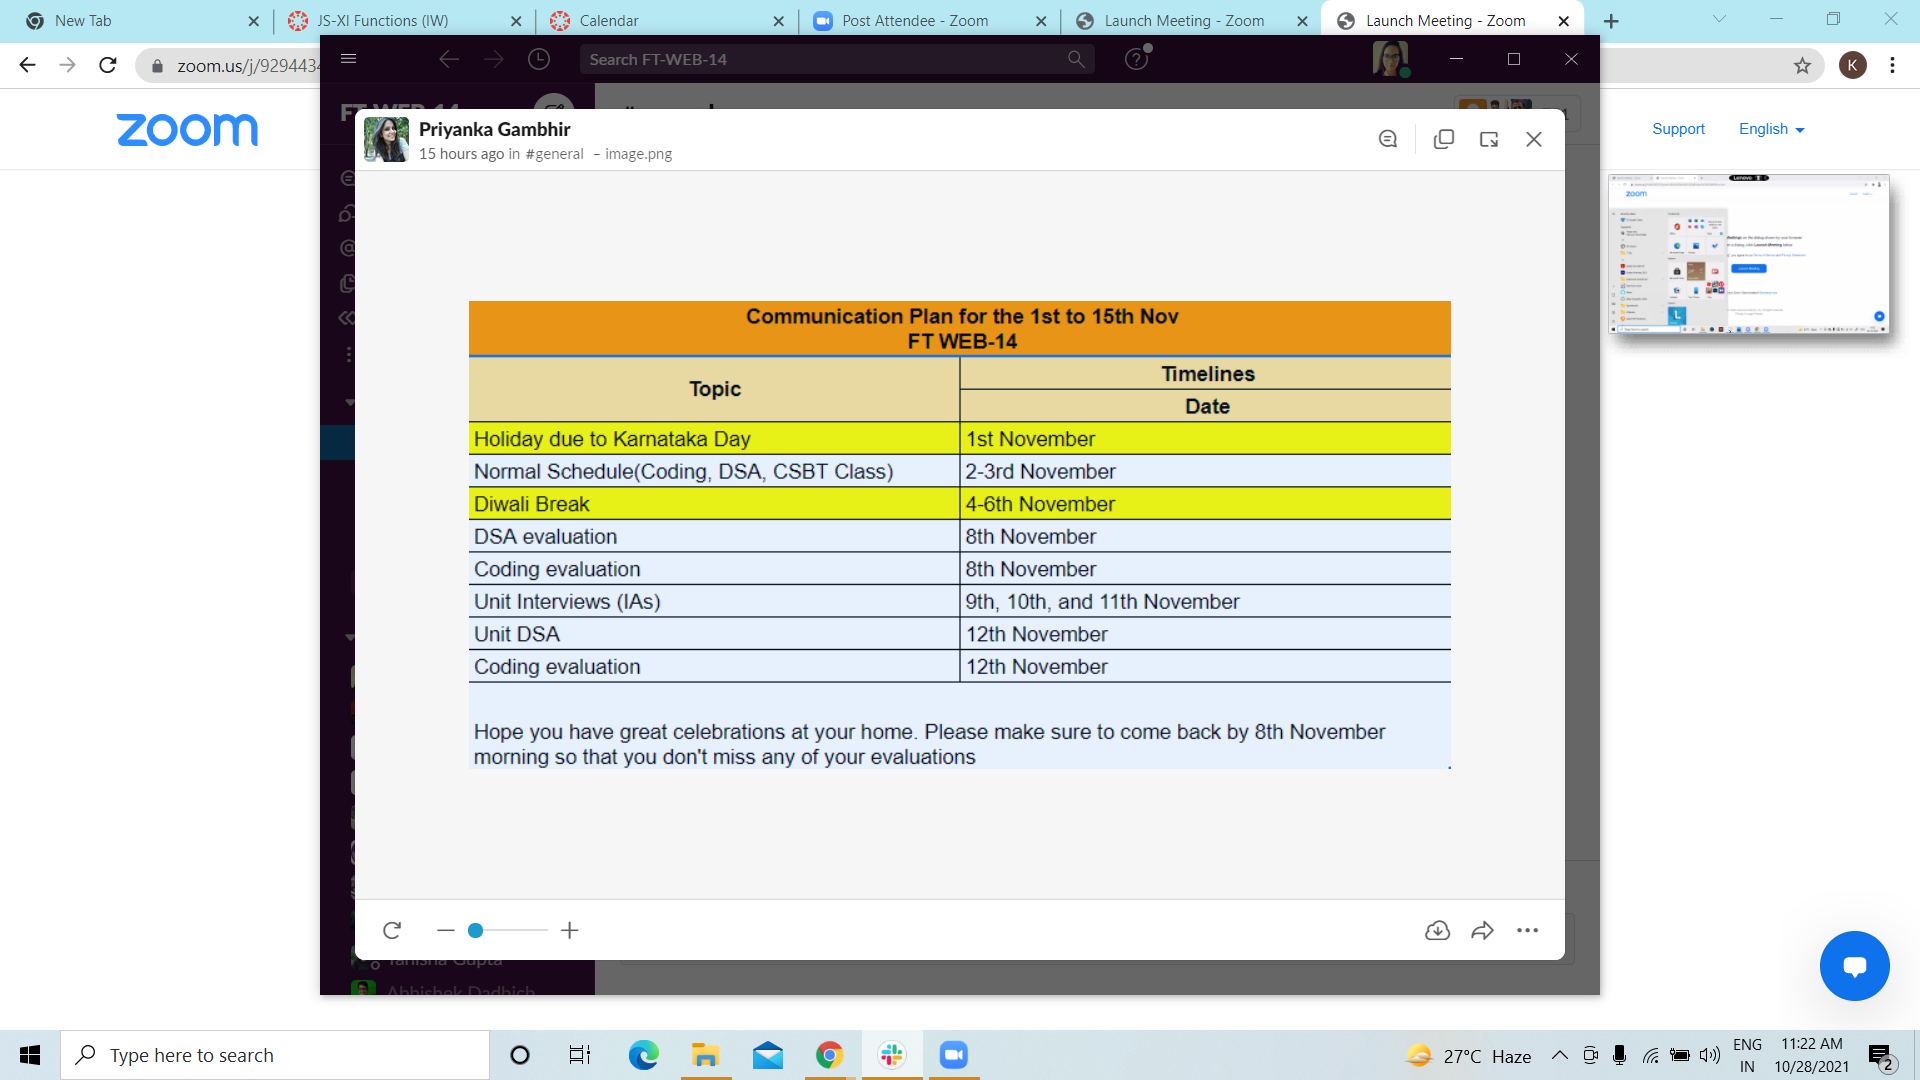 New Tab
JS-XI Functions (IW)
Calendar
Post Attendee - Zoom
Launch Meeting - Zoom
Launch Meeting - Zoom
zoom.us/j/929443
K
Search FT-WEB-14
zoom
Support
English
Priyanka Gambhir
15 hours ago in #general – image.png
Communication Plan for the 1st to 15th Nov
FT WEB-14
Topic
Timelines
Date
Holiday due to Karnataka Day 1st November
Normal Schedule(Coding, DSA, CSBT Class) 2-3rd November
Diwali Break 4-6th November
DSA evaluation 8th November
Coding evaluation 8th November
Unit Interviews (IAs) 9th, 10th, and 11th November
Unit DSA 12th November
Coding evaluation 12th November
Hope you have great celebrations at your home. Please make sure to come back by 8th November
morning so that you don't miss any of your evaluations
Tanisha Gupta
Abhishek Dadhich
Type here to search
27°C Haze
ENG
IN
11:22 AM
10/28/2021
2